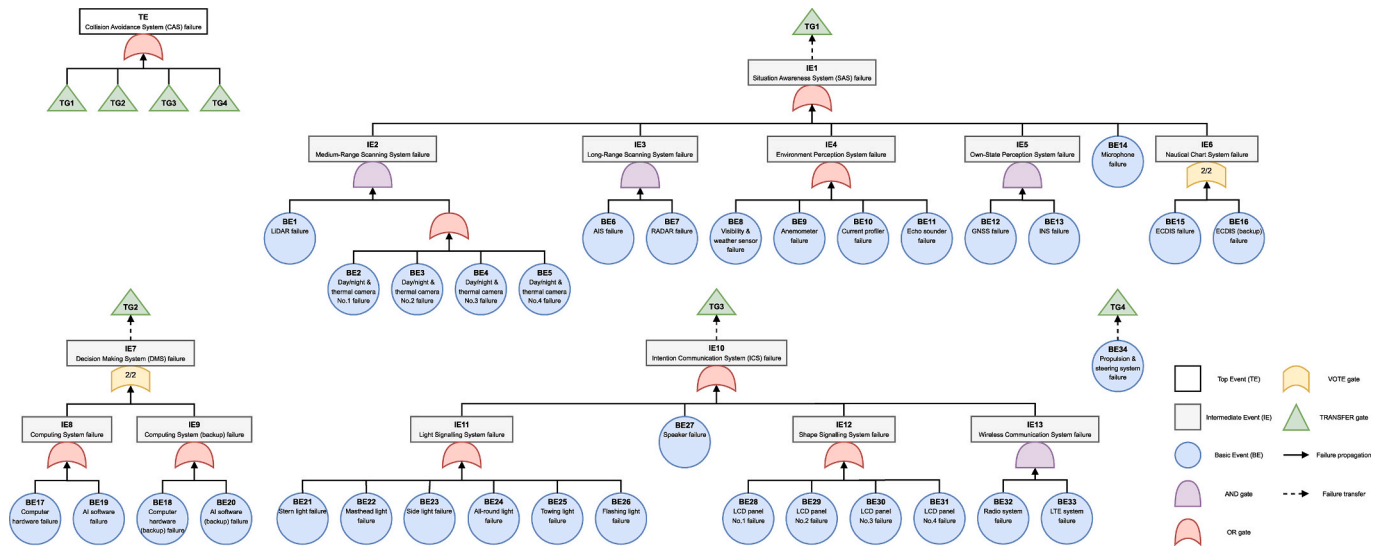 TE
Collision Avoidance System (CAS) failure
TG1
TG2
TG3
TG4
TG1
IE1
Situation Awareness System (SAS) failure
IE2
Medium-Range Scanning System failure
IE3
Long-Range Scanning System failure
IE4
Environment Perception System failure
IE5
Own-State Perception System failure
BE14
Microphone
failure
IE6
Nautical Chart System failure
2/2
BE1
LiDAR failure
BE6
AIS failure
BE7
RADAR failure
BE8
Visibility &
weather sensor
failure
BE9
Anemometer
failure
BE10
Current profiler
failure
BE11
Echo sounder
failure
BE12
GNSS failure
BE13
INS failure
BE15
ECDIS failure
BE16
ECDIS (backup)
failure
BE2
Day/night &
thermal camera
No.1 failure
BE3
Day/night &
thermal camera
No.2 failure
BE4
Day/night &
thermal camera
No.3 failure
BE5
Day/night &
thermal camera
No.4 failure
TG2
IE7
Decision Making System (DMS) failure
2/2
IE8
Computing System failure
IE9
Computing System (backup) failure
BE17
Computer
hardware failure
BE19
AI software
failure
BE18
Computer
hardware
(backup) failure
BE20
AI software
(backup) failure
TG3
IE10
Intention Communication System (ICS) failure
IE11
Light Signalling System failure
BE27
Speaker failure
IE12
Shape Signalling System failure
IE13
Wireless Communication System failure
BE21
Stern light failure
BE22
Masthead light
failure
BE23
Side light
failure
BE24
All-round light
failure
BE25
Towing light
failure
BE26
Flashing light
failure
BE28
LCD panel
No.1 failure
BE29
LCD panel
No.2 failure
BE30
LCD panel
No.3 failure
BE31
LCD panel
No.4 failure
BE32
Radio system
failure
BE33
LTE system
failure
TG4
BE34
Propulsion &
steering system
failure
Top Event (TE)
VOTE gate
Intermediate Event (IE)
TRANSFER gate
Basic Event (BE)
Failure propagation
AND gate
Failure transfer
OR gate